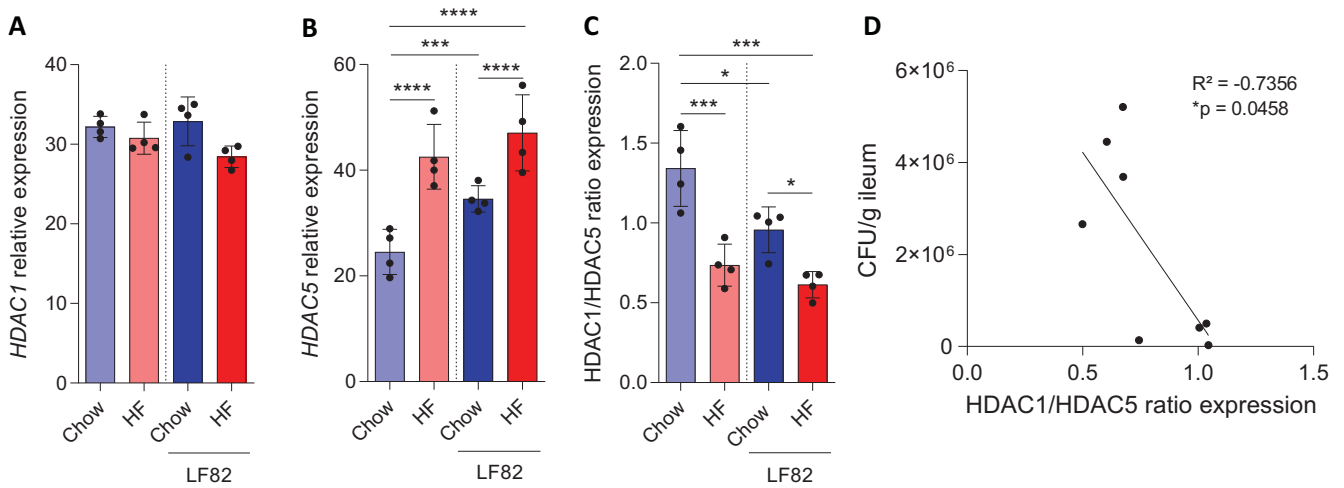 A
HDAC1 relative expression
40
30
20
10
0
Chow
HF
Chow
HF
LF82
B
HDAC5 relative expression
60
40
20
0
****
***
****
****
Chow
HF
Chow
HF
LF82
C
HDAC1/HDAC5 ratio expression
2.0
1.5
1.0
0.5
0.0
***
*
***
*
Chow
HF
Chow
HF
LF82
D
CFU/g ileum
6×10⁶
4×10⁶
2×10⁶
0
R² = -0.7356
*p = 0.0458
0.0
0.5
1.0
1.5
HDAC1/HDAC5 ratio expression